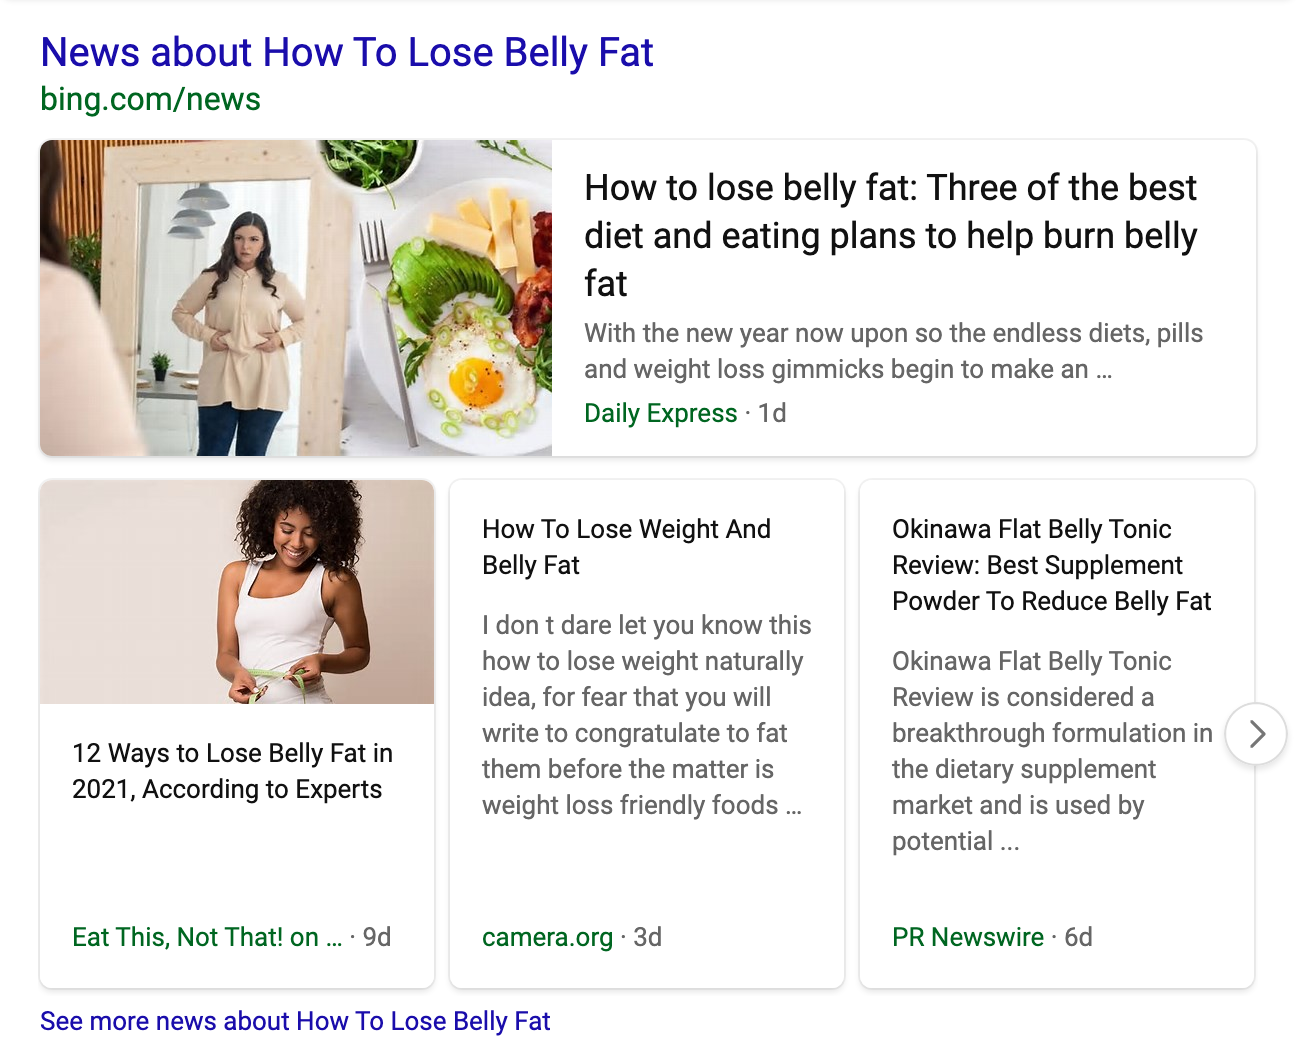 News about How To Lose Belly Fat
bing.com/news
How to lose belly fat: Three of the best
diet and eating plans to help burn belly
fat
With the new year now upon so the endless diets, pills
and weight loss gimmicks begin to make an ...
Daily Express · 1d
12 Ways to Lose Belly Fat in
2021, According to Experts
Eat This, Not That! on ... · 9d
How To Lose Weight And
Belly Fat
I don t dare let you know this
how to lose weight naturally
idea, for fear that you will
write to congratulate to fat
them before the matter is
weight loss friendly foods ...
camera.org · 3d
Okinawa Flat Belly Tonic
Review: Best Supplement
Powder To Reduce Belly Fat
Okinawa Flat Belly Tonic
Review is considered a
breakthrough formulation in
the dietary supplement
market and is used by
potential ...
PR Newswire · 6d
See more news about How To Lose Belly Fat